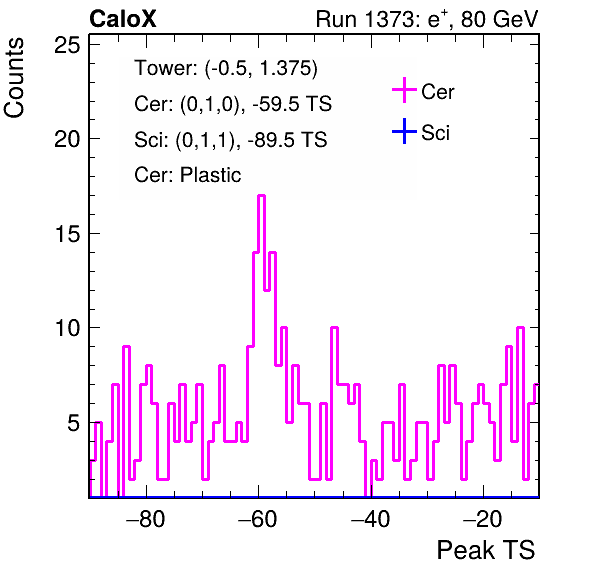 CaloX Run 1373: e⁺, 80 GeV
Counts
25
20
15
10
5
Tower: (-0.5, 1.375)
Cer: (0,1,0), -59.5 TS
Sci: (0,1,1), -89.5 TS
Cer: Plastic
Cer
Sci
−80 −60 −40 −20
Peak TS